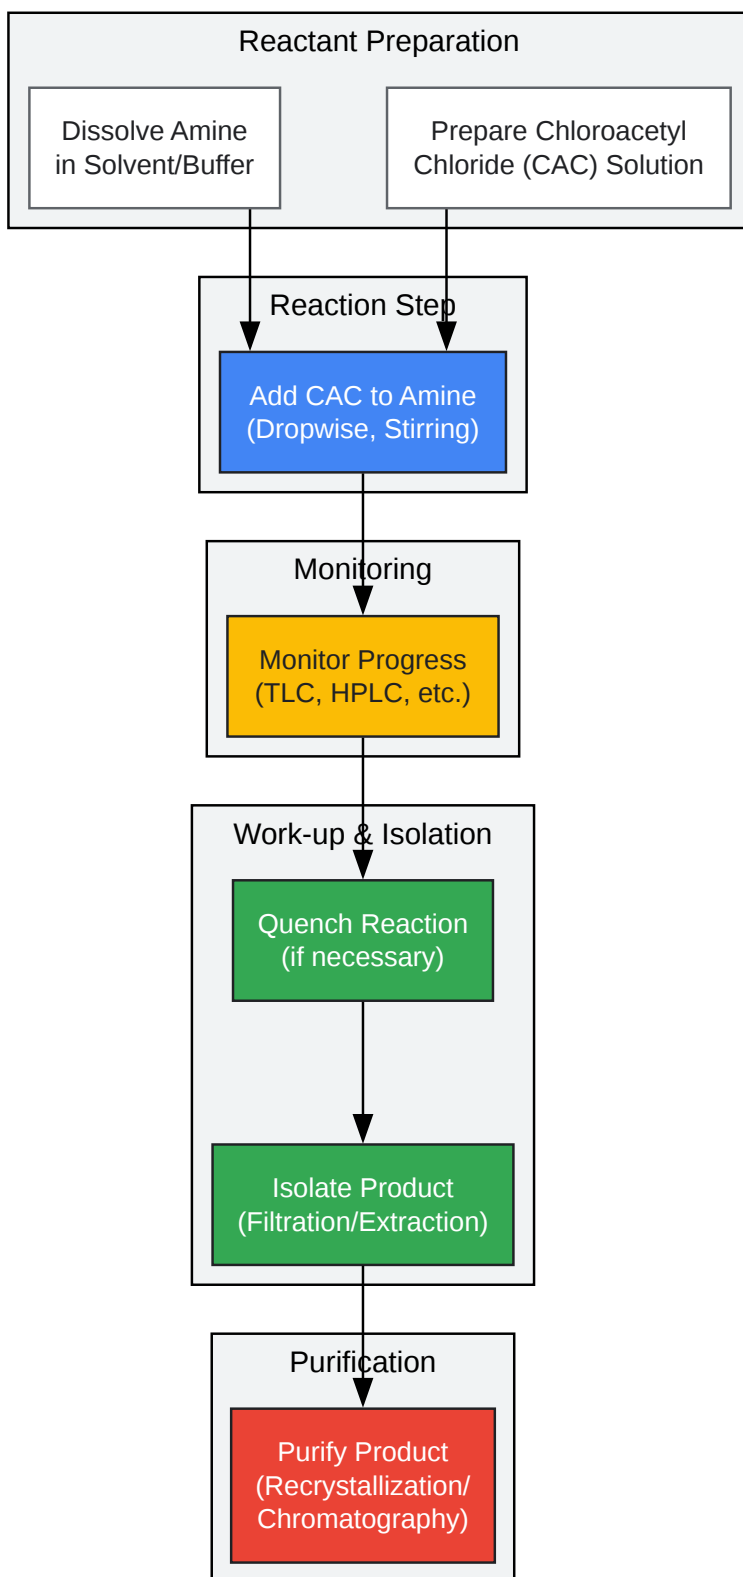 Reactant Preparation
Dissolve Amine
in Solvent/Buffer
Prepare Chloroacetyl
Chloride (CAC) Solution
Reaction Step
Add CAC to Amine
(Dropwise, Stirring)
Monitoring
Monitor Progress
(TLC, HPLC, etc.)
Work-up & Isolation
Quench Reaction
(if necessary)
Isolate Product
(Filtration/Extraction)
Purification
Purify Product
(Recrystallization/
Chromatography)